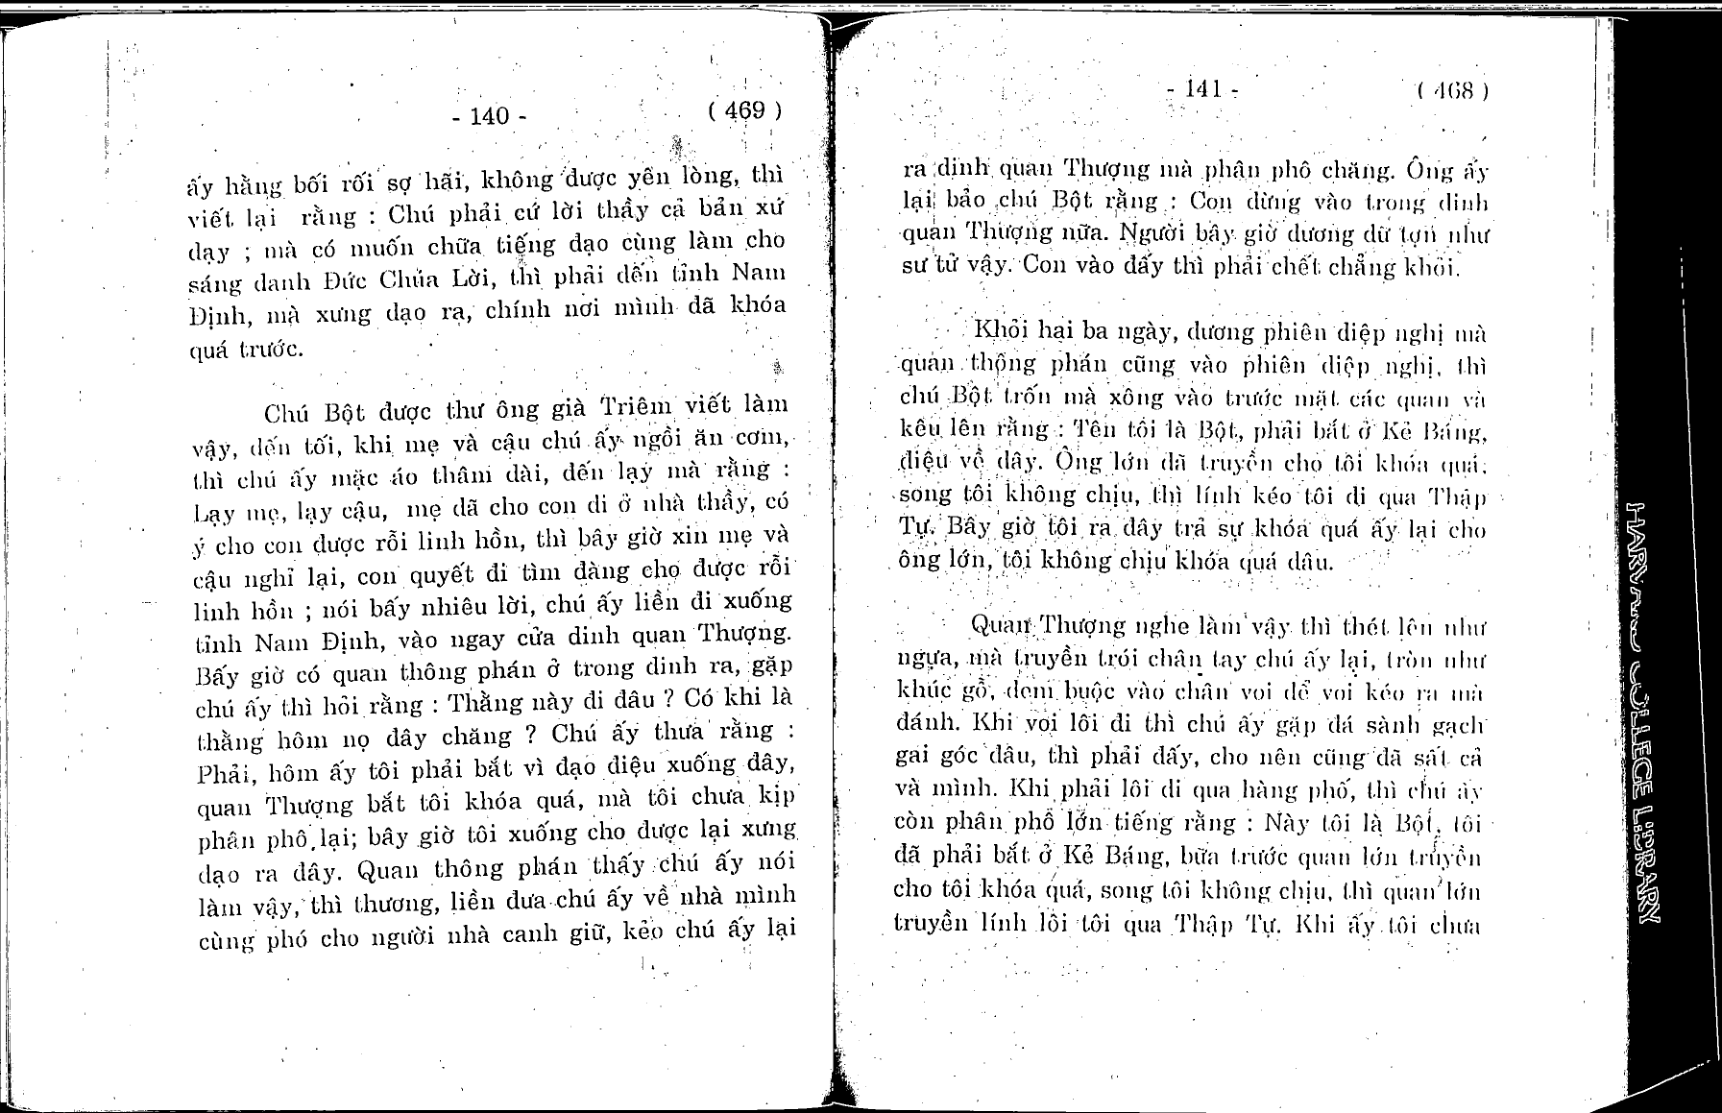 - 140 -
( 469 )
ấy hằng bối rối sợ hãi, không được yên lòng, thì
viết lại rằng : Chú phải cứ lời thầy cả bản xứ
dạy ; mà có muốn chữa tiếng đạo cùng làm cho
sáng danh Đức Chúa Lời, thì phải đến tỉnh Nam
Định, mà xưng đạo ra, chính nơi mình đã khóa
quá trước.
Chú Bột được thư ông già Triêm viết làm
vậy, đến tối, khi mẹ và cậu chú ấy ngồi ăn cơm,
thì chú ấy mặc áo thâm dài, đến lạy mà rằng :
Lạy mẹ, lạy cậu, mẹ đã cho con đi ở nhà thầy, có
ý cho con được rỗi linh hồn, thì bây giờ xin mẹ và
cậu nghỉ lại, con quyết đi tìm đàng cho được rỗi
linh hồn ; nói bấy nhiêu lời, chú ấy liền đi xuống
tỉnh Nam Định, vào ngay cửa dinh quan Thượng.
Bấy giờ có quan thông phán ở trong dinh ra, gặp
chú ấy thì hỏi rằng : Thằng này đi đâu ? Có khi là
thằng hôm nọ đây chăng ? Chú ấy thưa rằng :
Phải, hôm ấy tôi phải bắt vì đạo điệu xuống đây,
quan Thượng bắt tôi khóa quá, mà tôi chưa kịp
phân phô lại; bây giờ tôi xuống cho được lại xưng
đạo ra đây. Quan thông phán thấy chú ấy nói
làm vậy, thì thương, liền đưa chú ấy về nhà mình
cùng phó cho người nhà canh giữ, kẻo chú ấy lại
- 141 -
( 468 )
ra dinh quan Thượng mà phân phô chăng. Ông ấy
lại bảo chú Bột rằng : Con đừng vào trong dinh
quan Thượng nữa. Người bây giờ đương dữ tợn như
sư tử vậy. Con vào đấy thì phải chết chẳng khỏi.
Khỏi hai ba ngày, đương phiên điệp nghị mà
quan thông phán cũng vào phiên điệp nghị, thì
chú Bột trốn mà xông vào trước mặt các quan và
kêu lên rằng : Tên tôi là Bột, phải bắt ở Kẻ Báng,
điệu về đây. Ông lớn đã truyền cho tôi khóa quá,
song tôi không chịu, thì lính kéo tôi đi qua Thập
Tự. Bây giờ tôi ra đây trả sự khóa quá ấy lại cho
ông lớn, tôi không chịu khóa quá đâu.
Quan Thượng nghe làm vậy thì thét lên như
ngựa, mà truyền trói chân tay chú ấy lại, tròn như
khúc gỗ, đem buộc vào chân voi để voi kéo ra mà
đánh. Khi voi lôi đi thì chú ấy gặp đá sành gạch
gai góc đâu, thì phải đấy, cho nên cũng đã sất cả
và mình. Khi phải lôi đi qua hàng phố, thì chú ấy
còn phân phô lớn tiếng rằng : Này tôi là Bột, tôi
đã phải bắt ở Kẻ Báng, bữa trước quan lớn truyền
cho tôi khóa quá, song tôi không chịu, thì quan lớn
truyền lính lôi tôi qua Thập Tự. Khi ấy tôi chưa
HARVARD COLLEGE LIBRARY